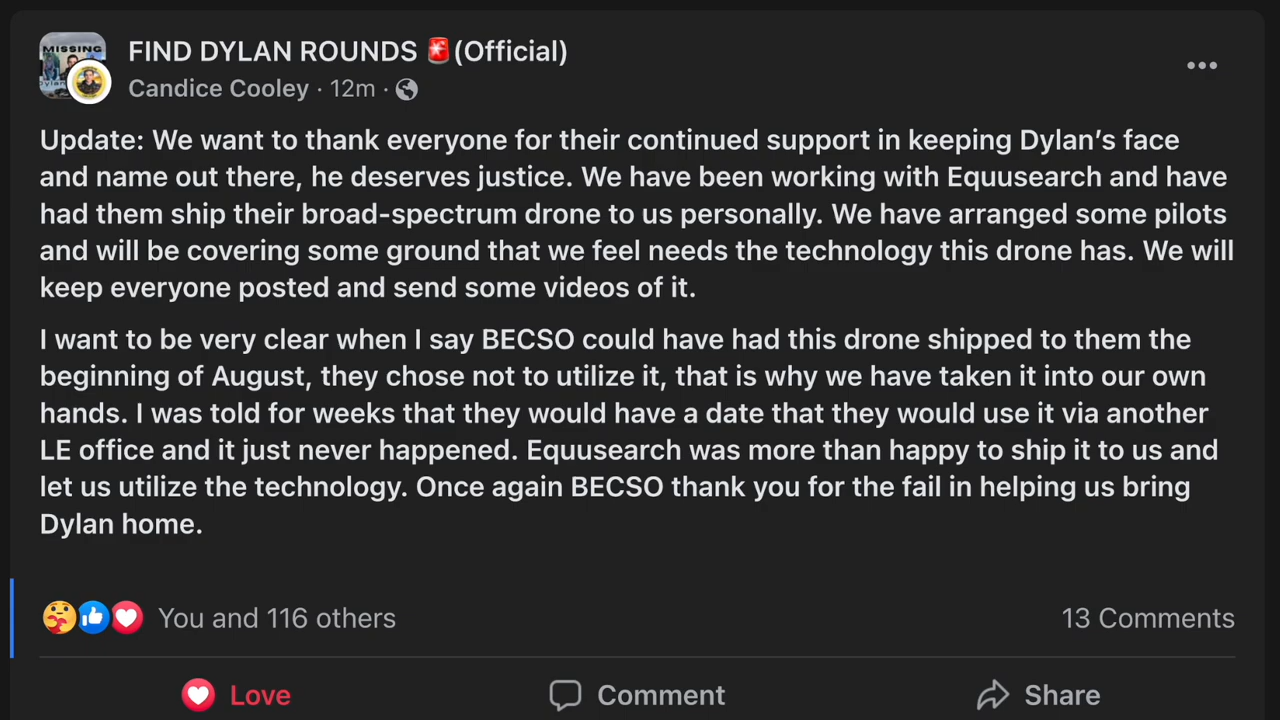 MISSING
FIND DYLAN ROUNDS 🚨(Official)
Candice Cooley · 12m ·
Update: We want to thank everyone for their continued support in keeping Dylan’s face
and name out there, he deserves justice. We have been working with Equusearch and have
had them ship their broad-spectrum drone to us personally. We have arranged some pilots
and will be covering some ground that we feel needs the technology this drone has. We will
keep everyone posted and send some videos of it.
I want to be very clear when I say BECSO could have had this drone shipped to them the
beginning of August, they chose not to utilize it, that is why we have taken it into our own
hands. I was told for weeks that they would have a date that they would use it via another
LE office and it just never happened. Equusearch was more than happy to ship it to us and
let us utilize the technology. Once again BECSO thank you for the fail in helping us bring
Dylan home.
You and 116 others 13 Comments
Love Comment Share